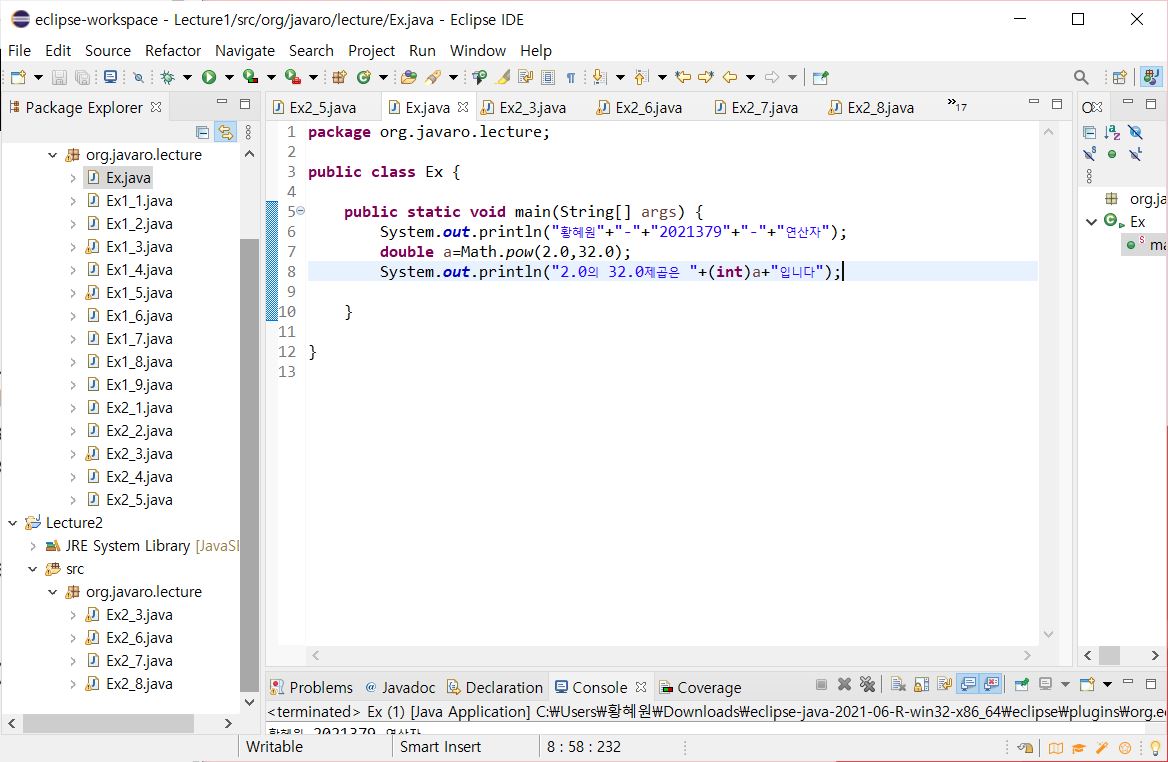 eclipse-workspace - Lecture1/src/org/javaro/lecture/Ex.java - Eclipse IDE
File Edit Source Refactor Navigate Search Project Run Window Help
Package Explorer
org.javaro.lecture
Ex.java
Ex1_1.java
Ex1_2.java
Ex1_3.java
Ex1_4.java
Ex1_5.java
Ex1_6.java
Ex1_7.java
Ex1_8.java
Ex1_9.java
Ex2_1.java
Ex2_2.java
Ex2_3.java
Ex2_4.java
Ex2_5.java
Lecture2
JRE System Library [JavaSE
src
org.javaro.lecture
Ex2_3.java
Ex2_6.java
Ex2_7.java
Ex2_8.java
Ex2_5.java Ex.java Ex2_3.java Ex2_6.java Ex2_7.java Ex2_8.java »17
1 package org.javaro.lecture;
2
3 public class Ex {
4
5 public static void main(String[] args) {
6 System.out.println("황혜원"+"-"+"2021379"+"-"+"연산자");
7 double a=Math.pow(2.0,32.0);
8 System.out.println("2.0의 32.0제곱은 "+(int)a+"입니다");
9
10 }
11
12 }
13
org.ja
Ex
ma
Problems @ Javadoc Declaration Console Coverage
<terminated> Ex (1) [Java Application] C:₩Users₩황혜원₩Downloads₩eclipse-java-2021-06-R-win32-x86_64₩eclipse₩plugins₩org.e
황혜원-2021379-연산자
Writable Smart Insert 8 : 58 : 232